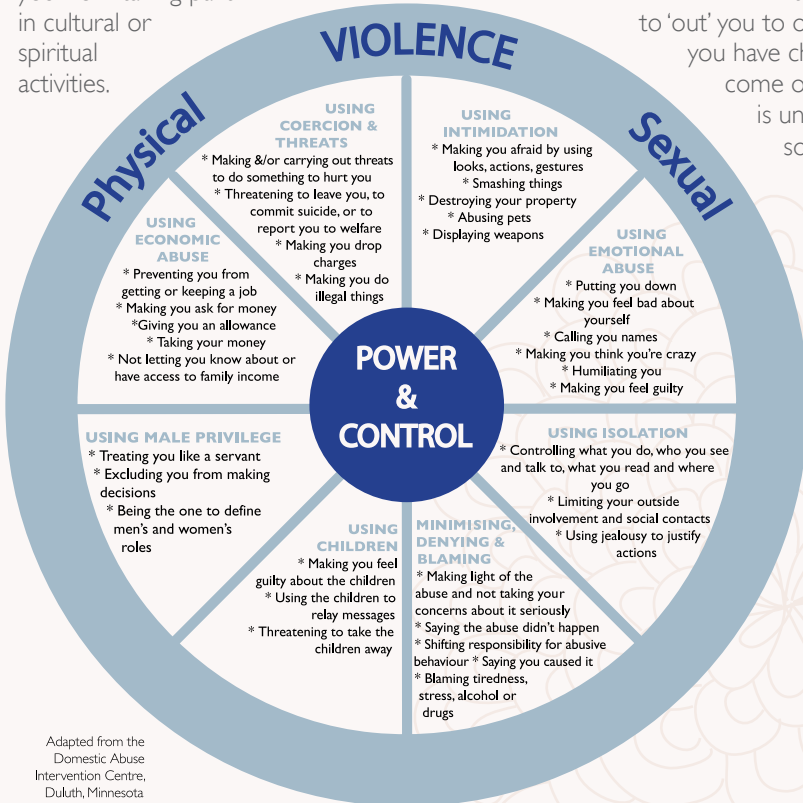 you from taking part
in cultural or
spiritual
activities.
to ‘out’ you to
you have
come
is
VIOLENCE
Physical
Sexual
USING
COERCION &
THREATS
* Making &/or carrying out threats
to do something to hurt you
* Threatening to leave you, to
commit suicide, or to
report you to welfare
* Making you drop
charges
* Making you do
illegal things
USING
INTIMIDATION
* Making you afraid by using
looks, actions, gestures
* Smashing things
* Destroying your property
* Abusing pets
* Displaying weapons
USING
ECONOMIC
ABUSE
* Preventing you from
getting or keeping a job
* Making you ask for money
*Giving you an allowance
* Taking your money
* Not letting you know about or
have access to family income
USING
EMOTIONAL
ABUSE
* Putting you down
* Making you feel bad about
yourself
* Calling you names
* Making you think you’re crazy
* Humiliating you
* Making you feel guilty
POWER
&
CONTROL
USING MALE PRIVILEGE
* Treating you like a servant
* Excluding you from making
decisions
* Being the one to define
men’s and women’s
roles
USING ISOLATION
* Controlling what you do, who you see
and talk to, what you read and where
you go
* Limiting your outside
involvement and social contacts
* Using jealousy to justify
actions
USING
CHILDREN
* Making you feel
guilty about the children
* Using the children to
relay messages
* Threatening to take the
children away
MINIMISING,
DENYING &
BLAMING
* Making light of the
abuse and not taking your
concerns about it seriously
* Saying the abuse didn’t happen
* Shifting responsibility for abusive
behaviour * Saying you caused it
* Blaming tiredness,
stress, alcohol or
drugs
Adapted from the
Domestic Abuse
Intervention Centre,
Duluth, Minnesota